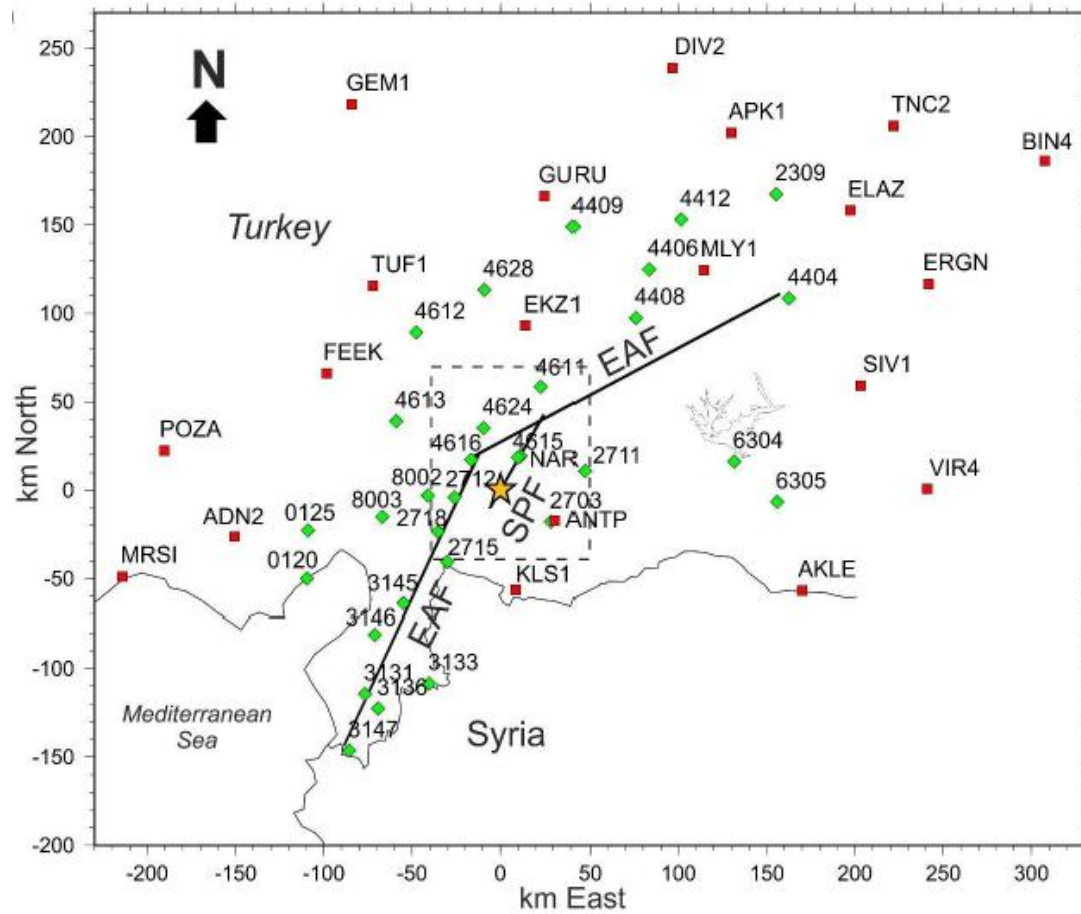 250
200
150
100
50
0
-50
-100
-150
-200
km North
N
DIV2
GEM1
TNC2
APK1
BIN4
2309
GURU
ELAZ
4409
4412
Turkey
4406
MLY1
TUF1
4628
ERGN
4404
4612
EKZ1
4408
EAF
FEEK
4611
SIV1
4613
4624
POZA
4616
4615
NAR
2711
6304
8002
2712
VIR4
6305
SPF
8003
2703
ANTP
0125
2718
ADN2
MRSI
0120
2715
KLS1
AKLE
3145
EAF
3146
3133
3131
3136
Mediterranean
Sea
3147
Syria
-200
-150
-100
-50
0
50
100
150
200
250
300
km East